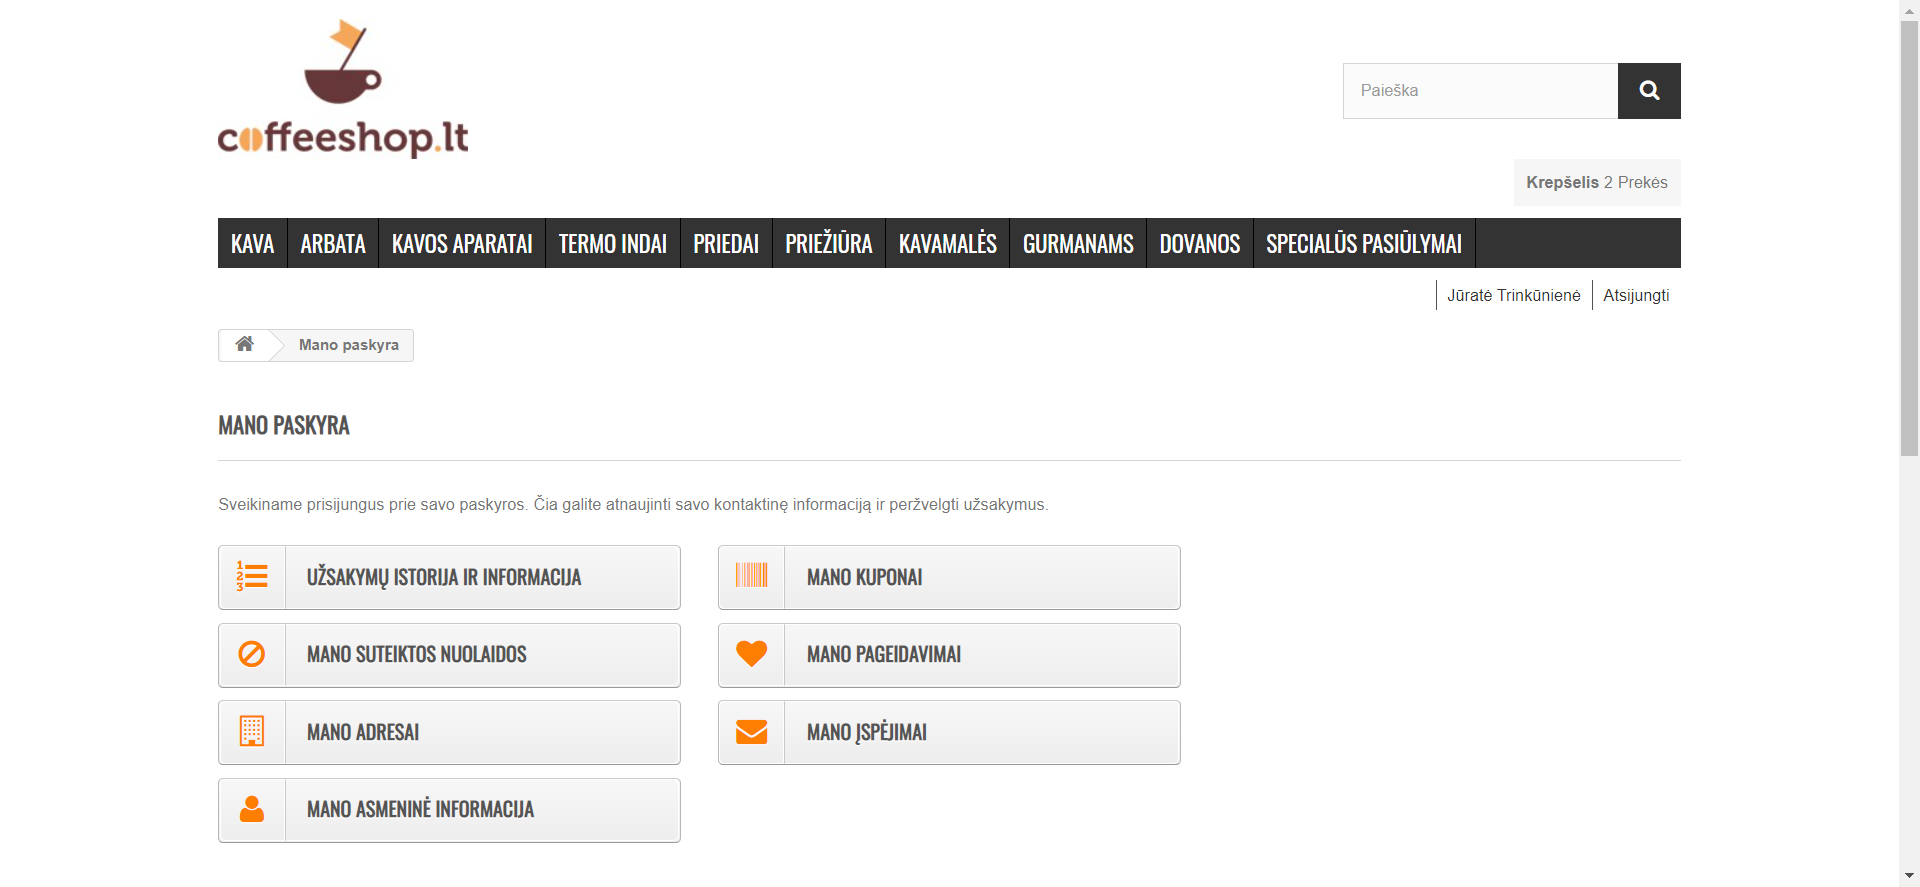 coffeeshop.lt
Paieška
Krepšelis 2 Prekės
KAVA ARBATA KAVOS APARATAI TERMO INDAI PRIEDAI PRIEŽIŪRA KAVAMALĖS GURMANAMS DOVANOS SPECIALŪS PASIŪLYMAI
Jūratė Trinkūnienė Atsijungti
Mano paskyra
MANO PASKYRA
Sveikiname prisijungus prie savo paskyros. Čia galite atnaujinti savo kontaktinę informaciją ir peržvelgti užsakymus.
UŽSAKYMŲ ISTORIJA IR INFORMACIJA
MANO KUPONAI
MANO SUTEIKTOS NUOLAIDOS
MANO PAGEIDAVIMAI
MANO ADRESAI
MANO ĮSPĖJIMAI
MANO ASMENINĖ INFORMACIJA